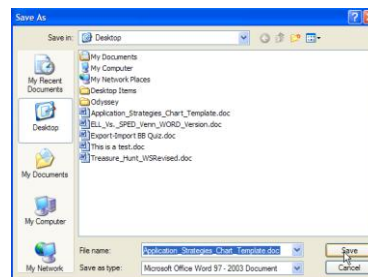 Save As
Save in: Desktop
My Recent Documents
Desktop
My Documents
My Computer
My Network
My Documents
My Computer
My Network Places
Desktop Items
Odyssey
Application_Strategies_Chart_Template.doc
ELL_Vs._SPED_Venn_WORD_Version.doc
Export-Import BB Quiz.doc
This is a test.doc
Treasure_Hunt_WSRevised.doc
File name: Application_Strategies_Chart_Template.doc Save
Save as type: Microsoft Office Word 97 - 2003 Document Cancel